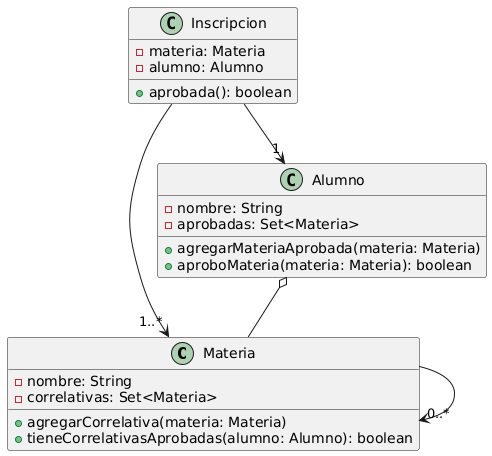 C Inscripcion
materia: Materia
alumno: Alumno
aprobada(): boolean
1
C Alumno
nombre: String
aprobadas: Set<Materia>
agregarMateriaAprobada(materia: Materia)
aproboMateria(materia: Materia): boolean
1..*
C Materia
nombre: String
correlativas: Set<Materia>
agregarCorrelativa(materia: Materia)
tieneCorrelativasAprobadas(alumno: Alumno): boolean
0..*